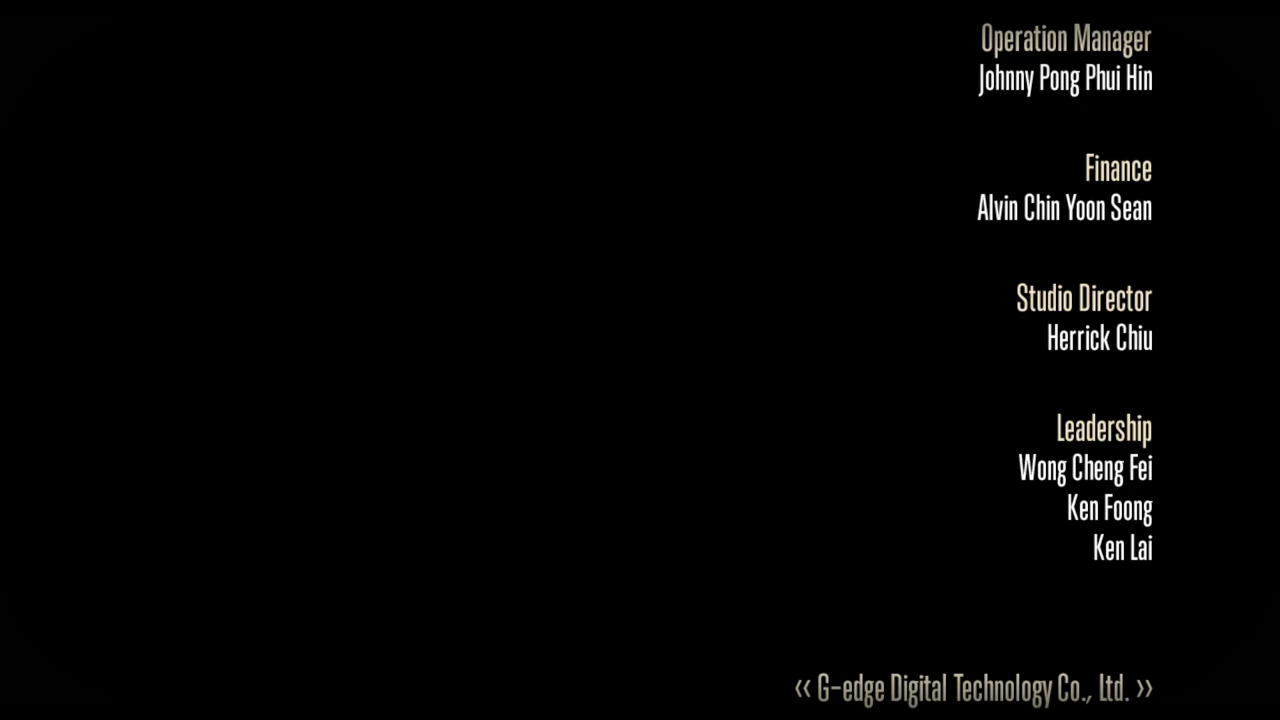 Operation Manager
Johnny Pong Phui Hin
Finance
Alvin Chin Yoon Sean
Studio Director
Herrick Chiu
Leadership
Wong Cheng Fei
Ken Foong
Ken Lai
‹‹ G-edge Digital Technology Co., Ltd. ››